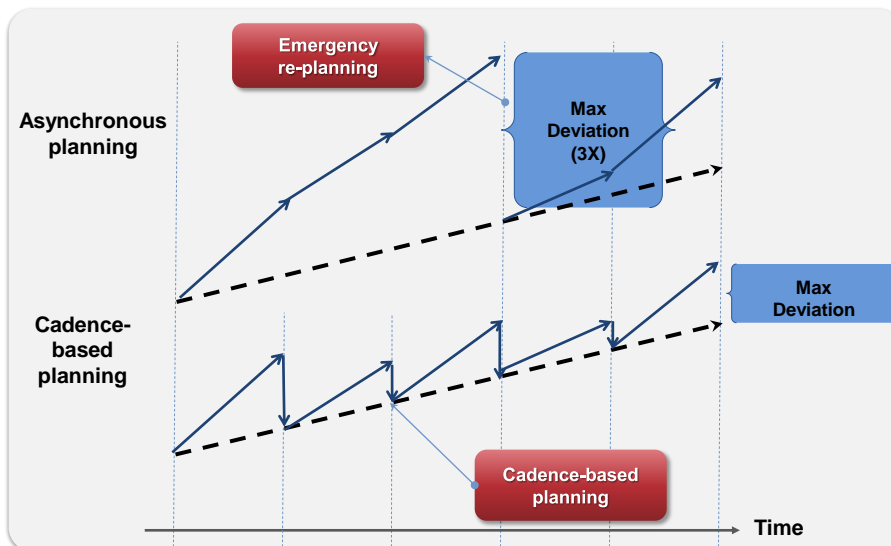 Emergency
re-planning
Asynchronous
planning
Max
Deviation
(3X)
Max
Deviation
Cadence-
based
planning
Cadence-based
planning
Time